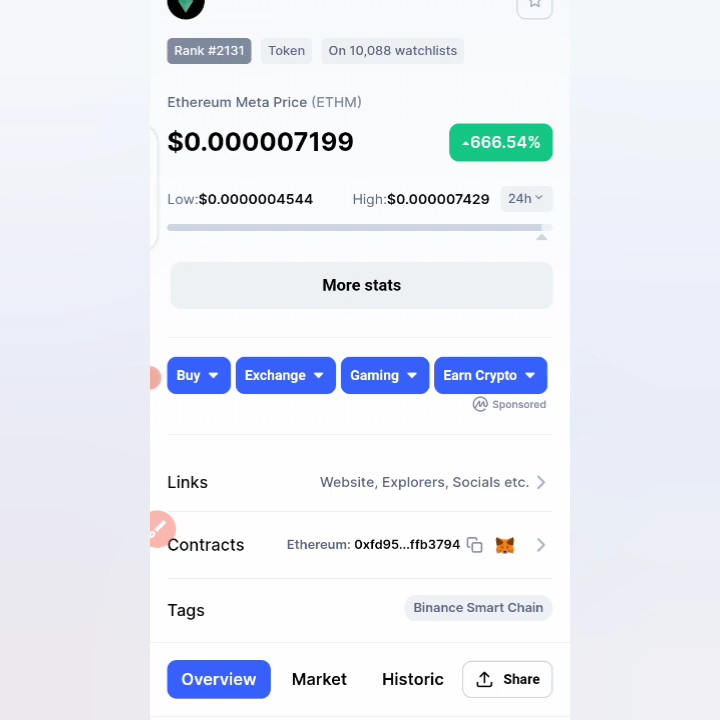 Rank #2131 Token On 10,088 watchlists
Ethereum Meta Price (ETHM)
$0.000007199 666.54%
Low:$0.0000004544 High:$0.000007429 24h
More stats
Buy Exchange Gaming Earn Crypto
Sponsored
Links Website, Explorers, Socials etc.
Contracts Ethereum: 0xfd95...ffb3794
Tags Binance Smart Chain
Overview Market Historic Share